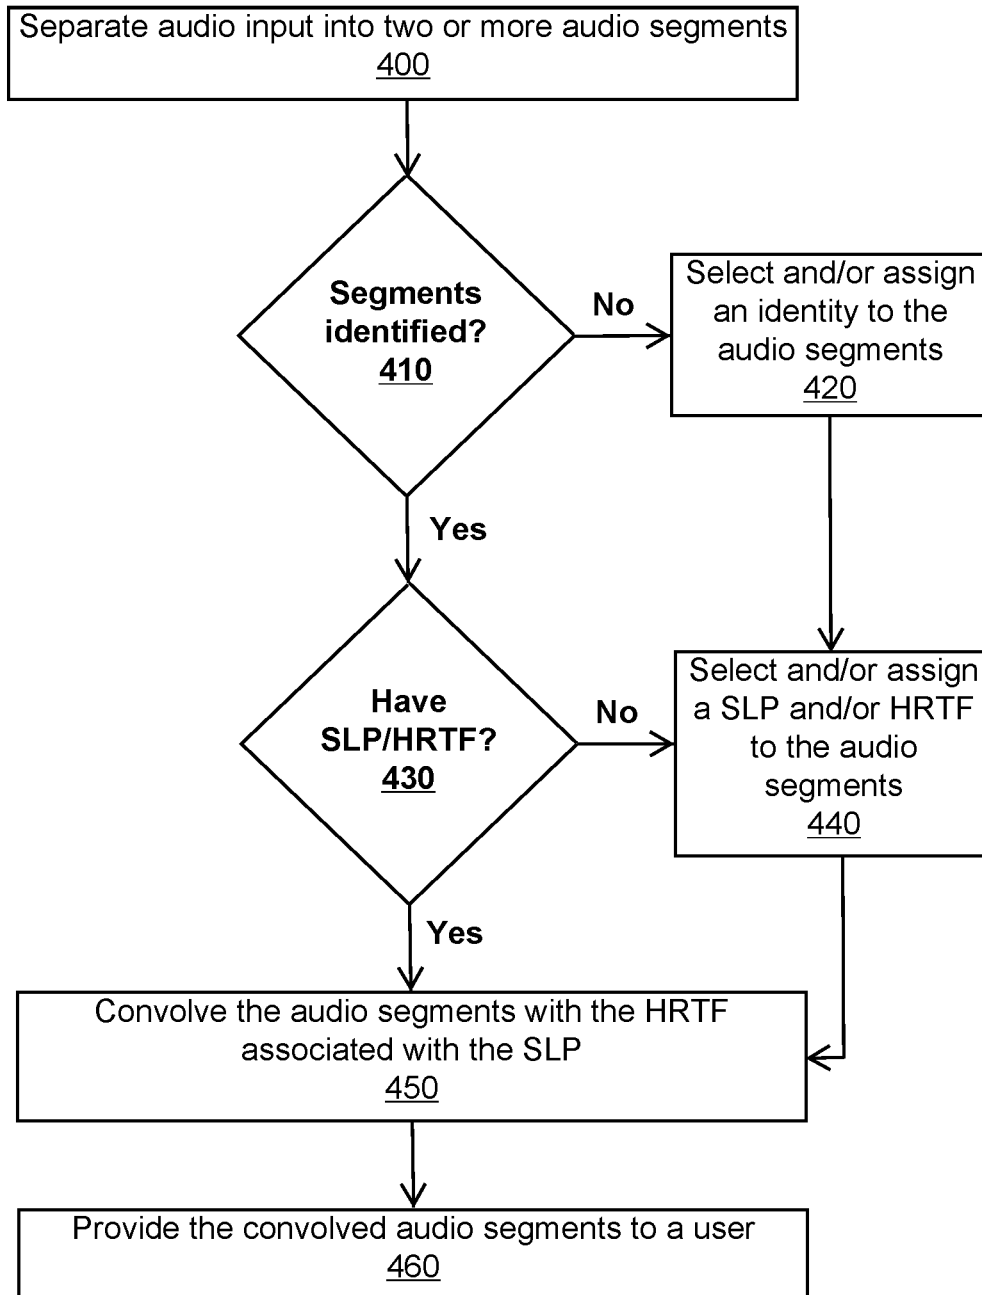 Separate audio input into two or more audio segments
400
Segments
identified?
410
No
Select and/or assign
an identity to the
audio segments
420
Yes
Have
SLP/HRTF?
430
No
Select and/or assign
a SLP and/or HRTF
to the audio
segments
440
Yes
Convolve the audio segments with the HRTF
associated with the SLP
450
Provide the convolved audio segments to a user
460